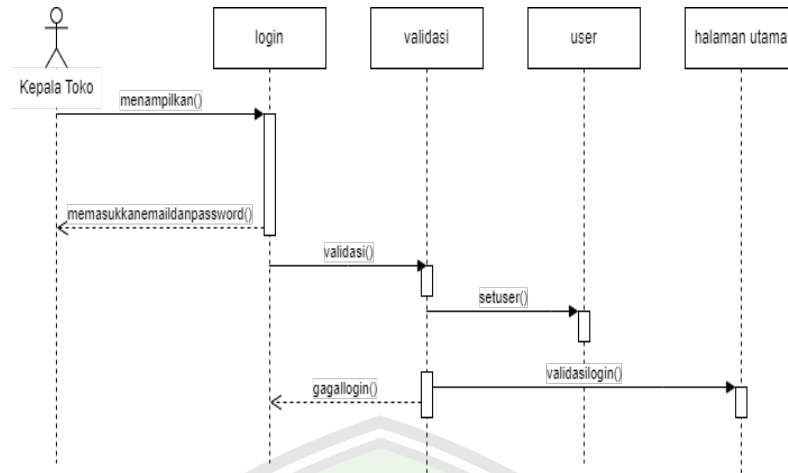 login
validasi
user
halaman utama
Kepala Toko
menampilkan()
memasukkanemaildanpassword()
validasi()
setuser()
validasilogin()
gagallogin()